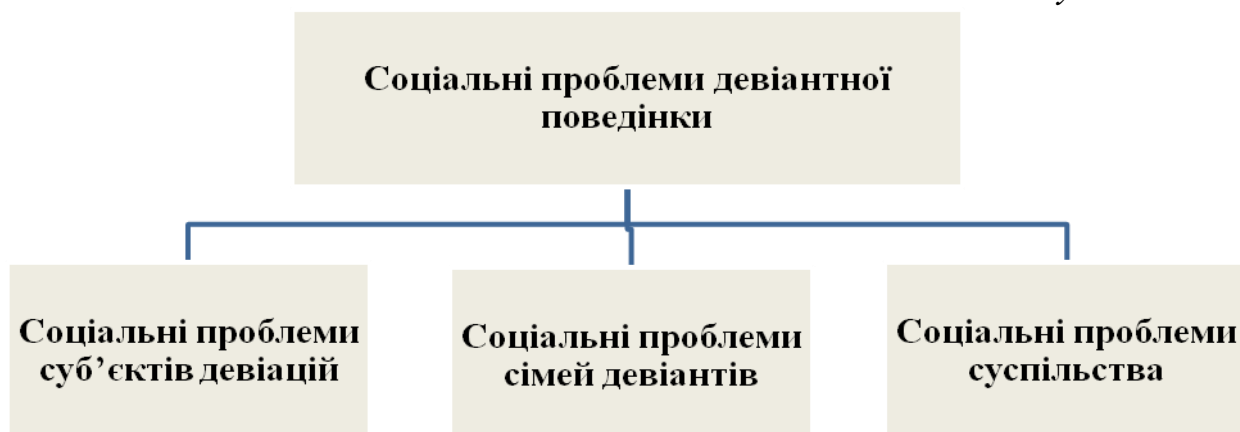 Соціальні проблеми девіантної
поведінки
Соціальні проблеми
суб’єктів девіацій
Соціальні проблеми
сімей девіантів
Соціальні проблеми
суспільства